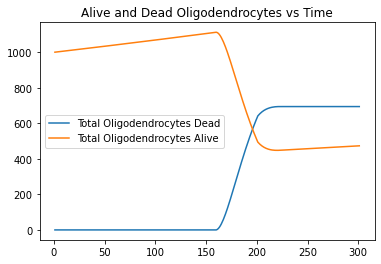 Alive and Dead Oligodendrocytes vs Time
1000
800
600
400
200
0
Total Oligodendrocytes Dead
Total Oligodendrocytes Alive
0 50 100 150 200 250 300